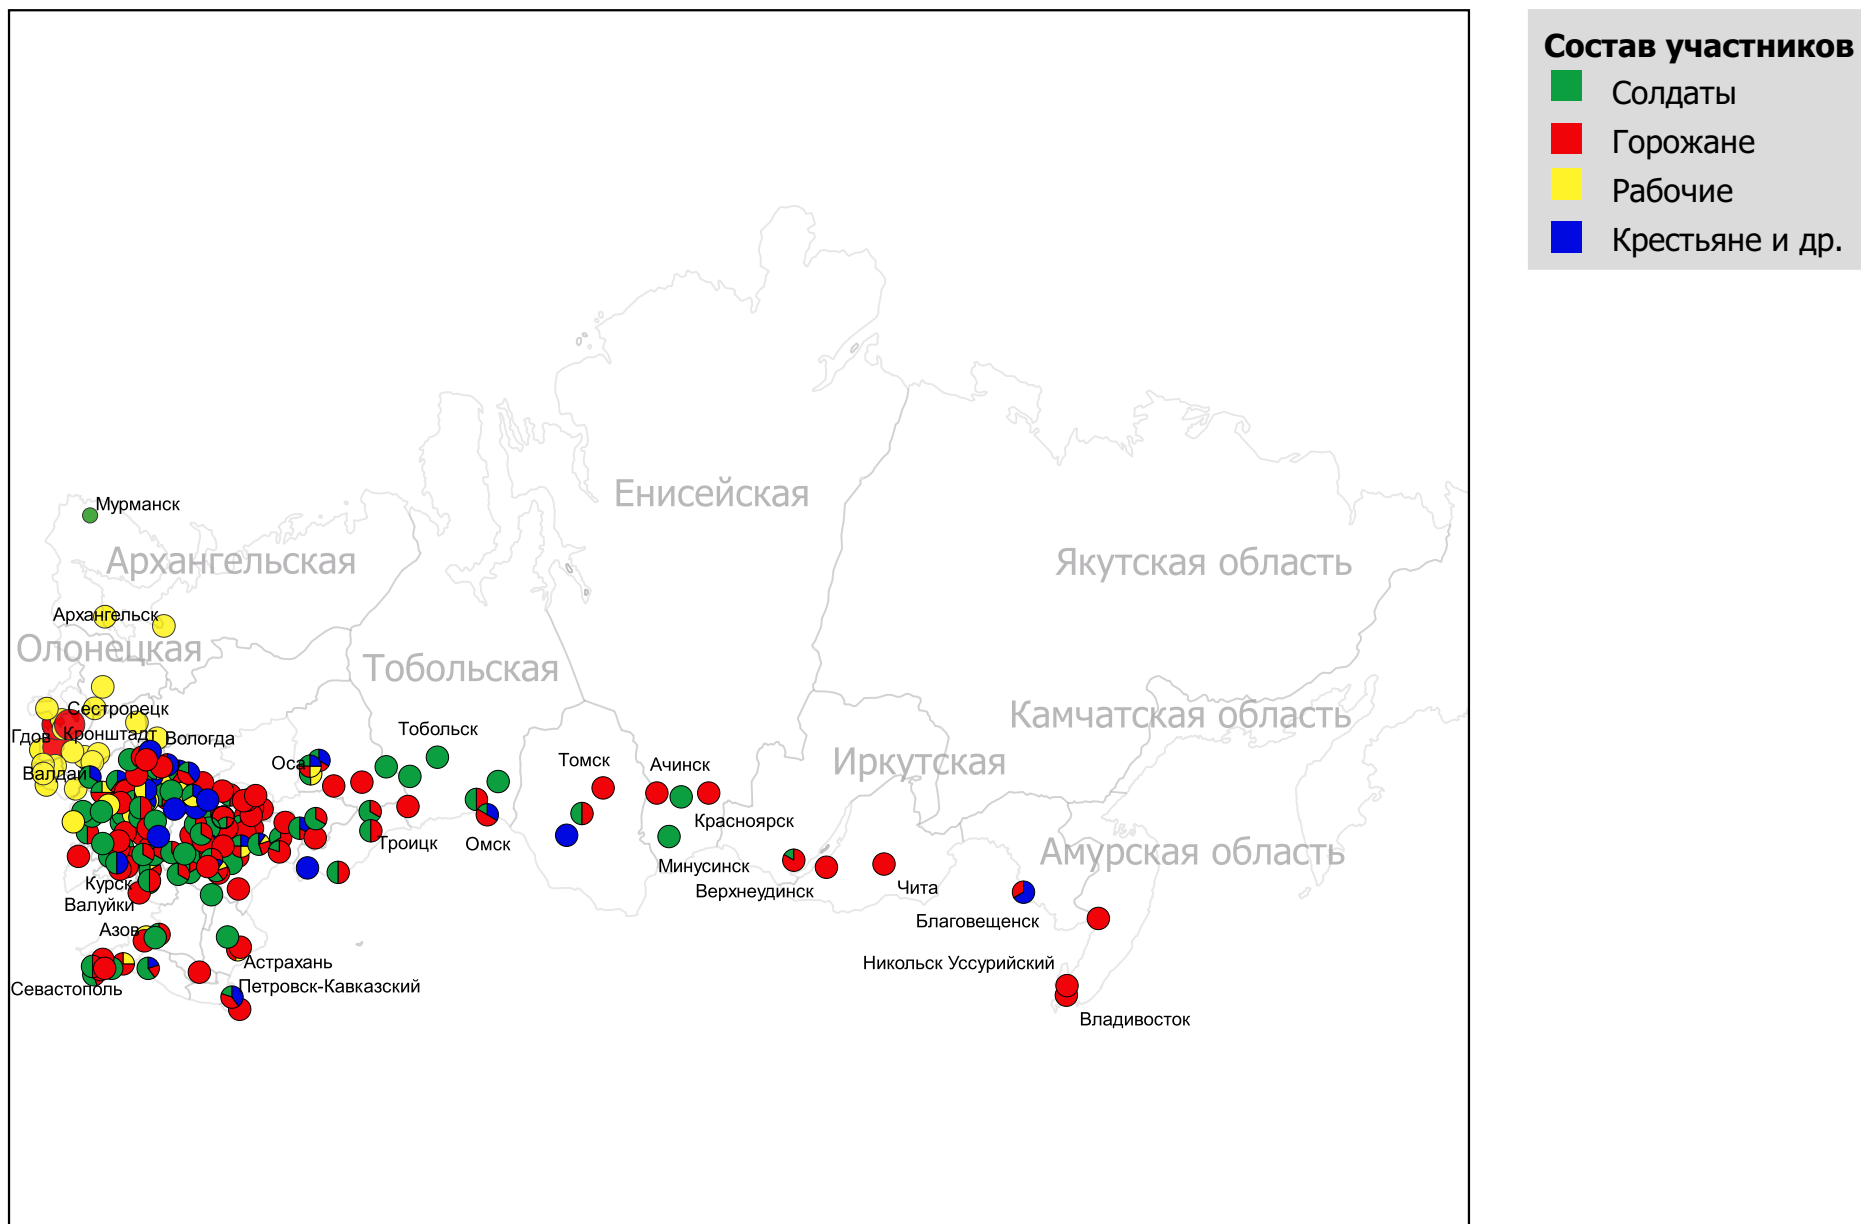 Состав участников
Солдаты
Горожане
Рабочие
Крестьяне и др.
Енисейская
Мурманск
Архангельская
Якутская область
Архангельск
Олонецкая
Тобольская
Сестрорецк
Камчатская область
Гдов
Кронштадт
Вологда
Тобольск
Оса
Томск
Ачинск
Иркутская
Валдай
Красноярск
Троицк
Омск
Амурская область
Минусинск
Верхнеудинск
Чита
Курск
Валуйки
Благовещенск
Азов
Астрахань
Никольск Уссурийский
Севастополь
Петровск-Кавказский
Владивосток